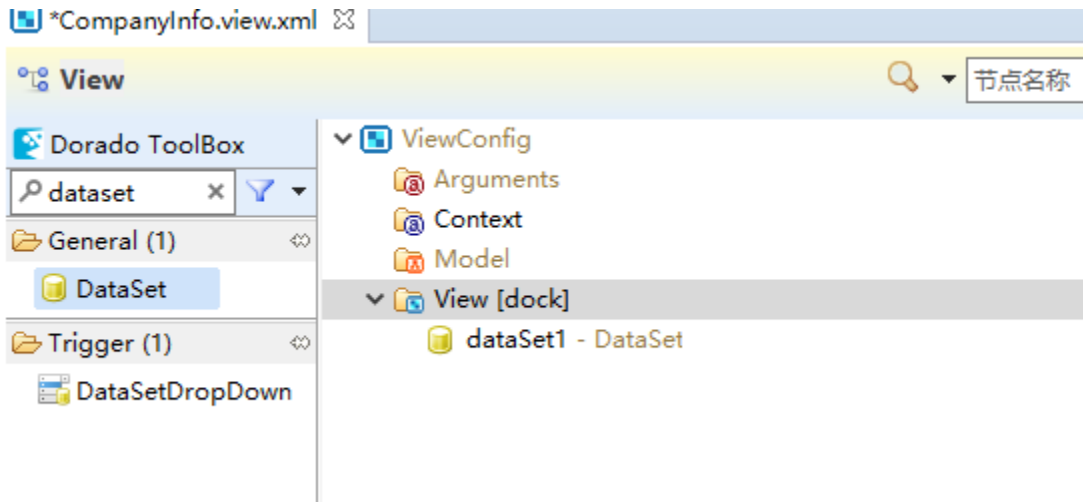 *CompanyInfo.view.xml
View
节点名称
Dorado ToolBox
dataset
General (1)
DataSet
Trigger (1)
DataSetDropDown
ViewConfig
Arguments
Context
Model
View [dock]
dataSet1 - DataSet